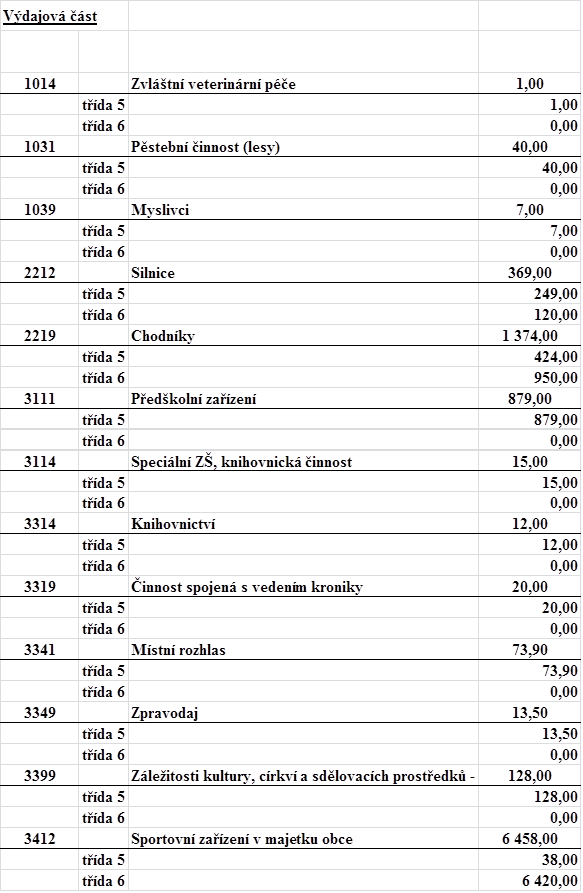 Výdajová část
1014 Zvláštní veterinární péče 1,00
třída 5 1,00
třída 6 0,00
1031 Pěstební činnost (lesy) 40,00
třída 5 40,00
třída 6 0,00
1039 Myslivci 7,00
třída 5 7,00
třída 6 0,00
2212 Silnice 369,00
třída 5 249,00
třída 6 120,00
2219 Chodníky 1 374,00
třída 5 424,00
třída 6 950,00
3111 Předškolní zařízení 879,00
třída 5 879,00
třída 6 0,00
3114 Speciální ZŠ, knihovnická činnost 15,00
třída 5 15,00
třída 6 0,00
3314 Knihovnictví 12,00
třída 5 12,00
třída 6 0,00
3319 Činnost spojená s vedením kroniky 20,00
třída 5 20,00
třída 6 0,00
3341 Místní rozhlas 73,90
třída 5 73,90
třída 6 0,00
3349 Zpravodaj 13,50
třída 5 13,50
třída 6 0,00
3399 Záležitosti kultury, církví a sdělovacích prostředků - 128,00
třída 5 128,00
třída 6 0,00
3412 Sportovní zařízení v majetku obce 6 458,00
třída 5 38,00
třída 6 6 420,00